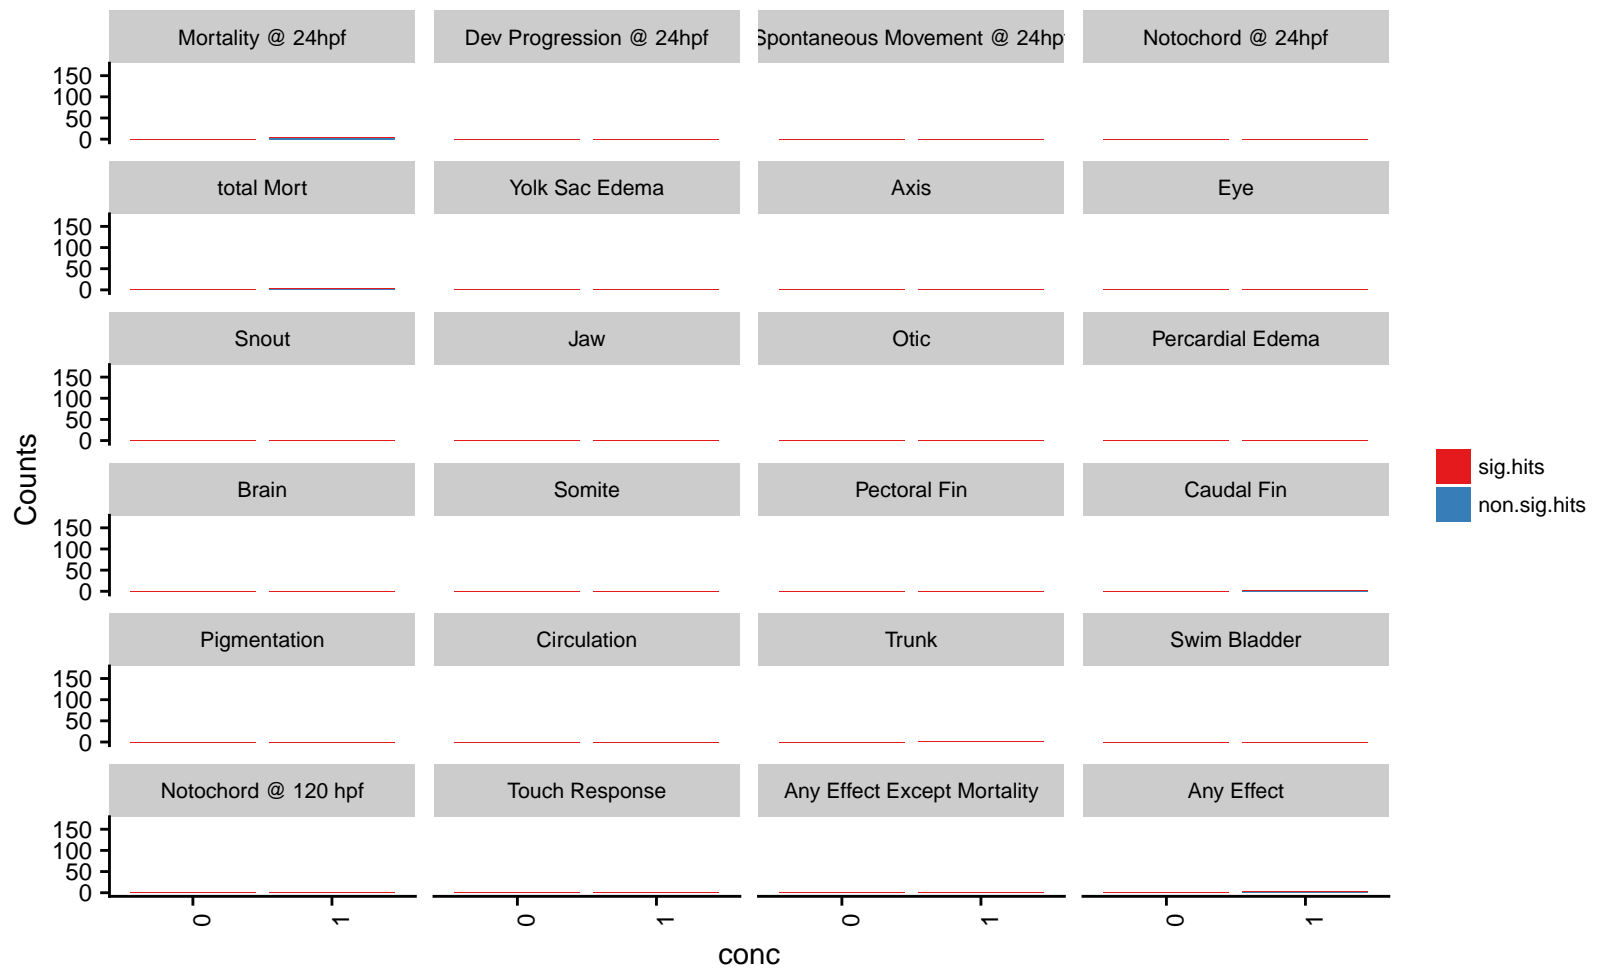 Mortality @ 24hpf
Dev Progression @ 24hpf
Spontaneous Movement @ 24hpf
Notochord @ 24hpf
150
100
50
0
total Mort
Yolk Sac Edema
Axis
Eye
150
100
50
0
Snout
Jaw
Otic
Percardial Edema
150
100
50
0
Brain
Somite
Pectoral Fin
Caudal Fin
150
100
50
0
Pigmentation
Circulation
Trunk
Swim Bladder
150
100
50
0
Notochord @ 120 hpf
Touch Response
Any Effect Except Mortality
Any Effect
150
100
50
0
0
1
0
1
0
1
0
1
conc
Counts
sig.hits
non.sig.hits